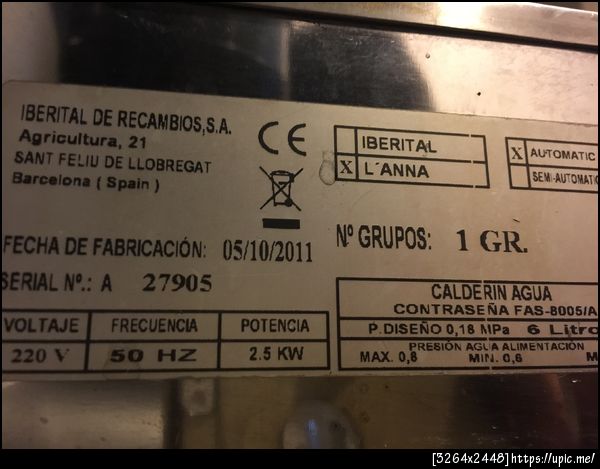 IBERITAL DE RECAMBIOS,S.A.
Agricultura, 21
SANT FELIU DE LLOBREGAT
Barcelona ( Spain )
CE
IBERITAL
X L´ANNA
X AUTOMATIC
SEMI-AUTOMATIC
FECHA DE FABRICACIÓN: 05/10/2011
Nº GRUPOS: 1 GR.
SERIAL Nº.: A 27905
VOLTAJE FRECUENCIA POTENCIA
220 V 50 HZ 2.5 KW
CALDERIN AGUA
CONTRASEÑA FAS-8005/A
P.DISEÑO 0,18 MPa 6 Litro
PRESIÓN AGUA ALIMENTACIÓN
MAX. 0,8 MIN. 0,6 M
[3264x2448]https://upic.me/